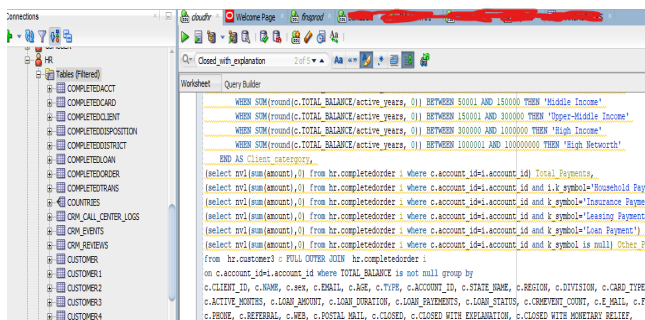 Connections
cloudhr
Welcome Page
finsprod
HR
Tables (Filtered)
COMPLETEDACCT
COMPLETEDCARD
COMPLETEDCLIENT
COMPLETEDDISPOSITION
COMPLETEDDISTRICT
COMPLETEDLOAN
COMPLETEDORDER
COMPLETEDTRANS
COUNTRIES
CRM_CALL_CENTER_LOGS
CRM_EVENTS
CRM_REVIEWS
CUSTOMER
CUSTOMER1
CUSTOMER2
CUSTOMER3
CUSTOMER4
Closed_with_explanation 2 of 5 Aa
Worksheet Query Builder
WHEN SUM(round(c.TOTAL_BALANCE/active_years, 0)) BETWEEN 50001 AND 150000 THEN 'Middle Income'
WHEN SUM(round(c.TOTAL_BALANCE/active_years, 0)) BETWEEN 150001 AND 300000 THEN 'Upper-Middle Income'
WHEN SUM(round(c.TOTAL_BALANCE/active_years, 0)) BETWEEN 300000 AND 1000000 THEN 'High Income'
WHEN SUM(round(c.TOTAL_BALANCE/active_years, 0)) BETWEEN 1000001 AND 100000000 THEN 'High Networth'
END AS Client_catergory,
(select nvl(sum(amount),0) from hr.completedorder i where c.account_id=i.account_id) Total_Payments,
(select nvl(sum(amount),0) from hr.completedorder i where c.account_id=i.account_id and i.k_symbol='Household Pay
(select nvl(sum(amount),0) from hr.completedorder i where c.account_id=i.account_id and k_symbol='Insurance Payme
(select nvl(sum(amount),0) from hr.completedorder i where c.account_id=i.account_id and k_symbol='Leasing Payment
(select nvl(sum(amount),0) from hr.completedorder i where c.account_id=i.account_id and k_symbol='Loan Payment')
(select nvl(sum(amount),0) from hr.completedorder i where c.account_id=i.account_id and k_symbol is null) Other_P
from hr.customer3 c FULL OUTER JOIN hr.completedorder i
on c.account_id=i.account_id where TOTAL_BALANCE is not null group by
c.CLIENT_ID, c.NAME, c.sex, c.EMAIL, c.AGE, c.TYPE, c.ACCOUNT_ID, c.STATE_NAME, c.REGION, c.DIVISION, c.CARD_TYPE
c.ACTIVE_MONTHS, c.LOAN_AMOUNT, c.LOAN_DURATION, c.LOAN_PAYEMENTS, c.LOAN_STATUS, c.CRMEVENT_COUNT, c.E_MAIL, c.F
c.PHONE, c.REFERRAL, c.WEB, c.POSTAL_MAIL, c.CLOSED, c.CLOSED_WITH_EXPLANATION, c.CLOSED_WITH_MONETARY_RELIEF,